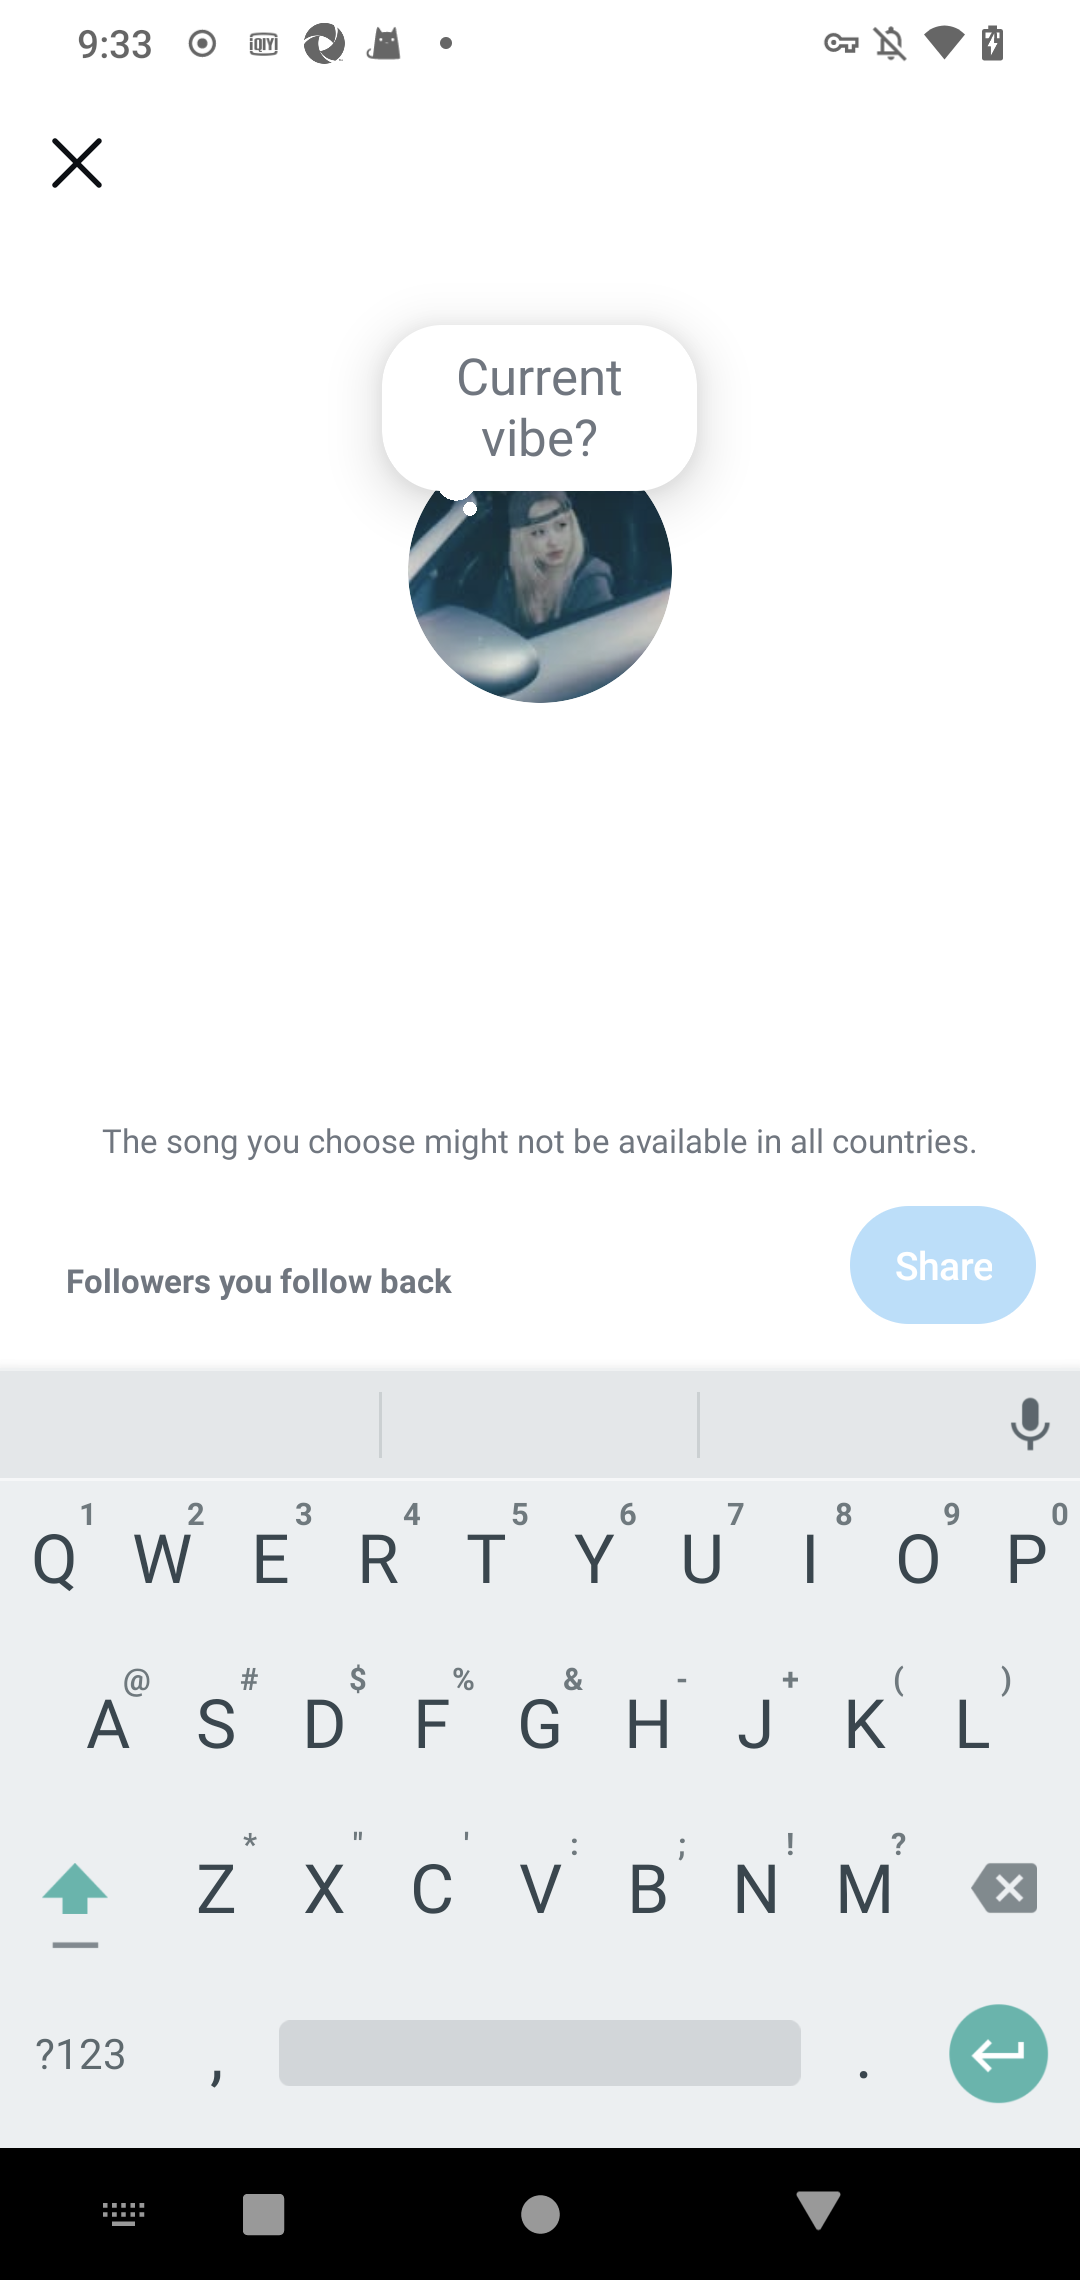 9:33
iQIYI
Current
vibe?
The song you choose might not be available in all countries.
Followers you follow back
Share
1 2 3 4 5 6 7 8 9 0
Q W E R T Y U I O P
@ # $ % & - + ( )
A S D F G H J K L
* " ' : ; ! ?
Z X C V B N M
?123 , .